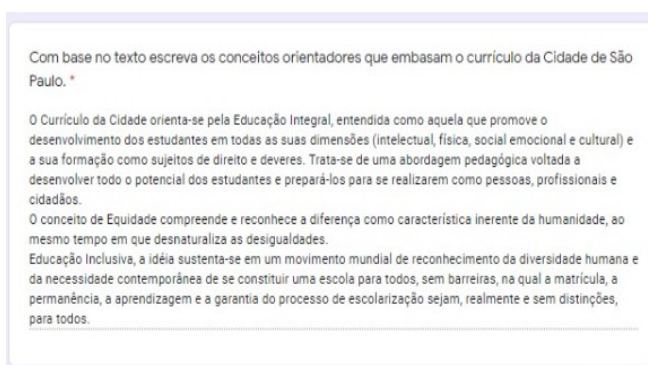 Com base no texto escreva os conceitos orientadores que embasam o currículo da Cidade de São
Paulo. *
O Currículo da Cidade orienta-se pela Educação Integral, entendida como aquela que promove o
desenvolvimento dos estudantes em todas as suas dimensões (intelectual, física, social emocional e cultural) e
a sua formação como sujeitos de direito e deveres. Trata-se de uma abordagem pedagógica voltada a
desenvolver todo o potencial dos estudantes e prepará-los para se realizarem como pessoas, profissionais e
cidadãos.
O conceito de Equidade compreende e reconhece a diferença como característica inerente da humanidade, ao
mesmo tempo em que desnaturaliza as desigualdades.
Educação Inclusiva, a idéia sustenta-se em um movimento mundial de reconhecimento da diversidade humana e
da necessidade contemporânea de se constituir uma escola para todos, sem barreiras, na qual a matrícula, a
permanência, a aprendizagem e a garantia do processo de escolarização sejam, realmente e sem distinções,
para todos.